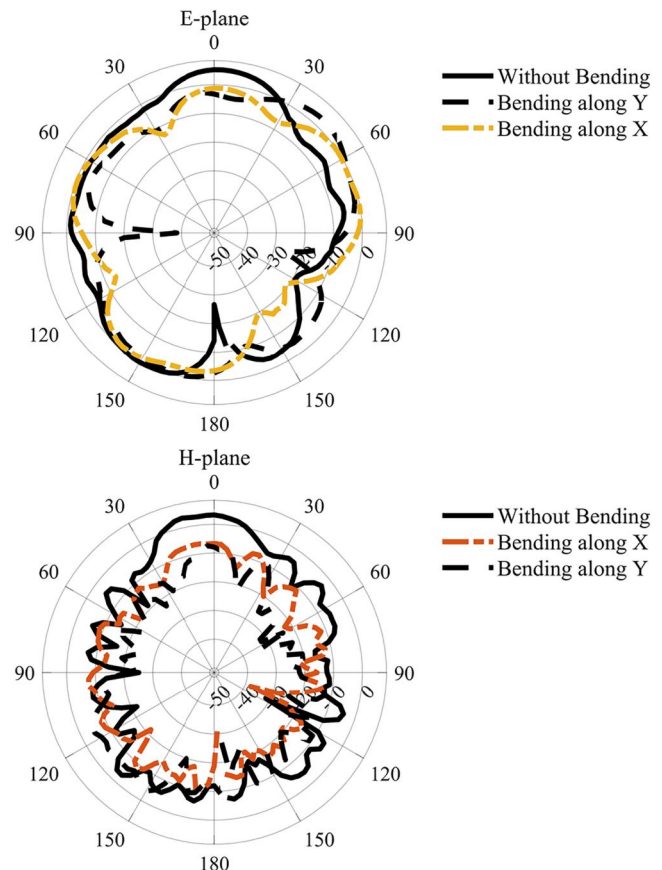 E-plane
0
30 30
60 60
90 90
120 120
150 150
180
-50 -40 -30 -20 -10 0
Without Bending
Bending along Y
Bending along X
H-plane
0
30 30
60 60
90 90
120 120
150 150
180
-50 -40 -20 -10 0
Without Bending
Bending along X
Bending along Y